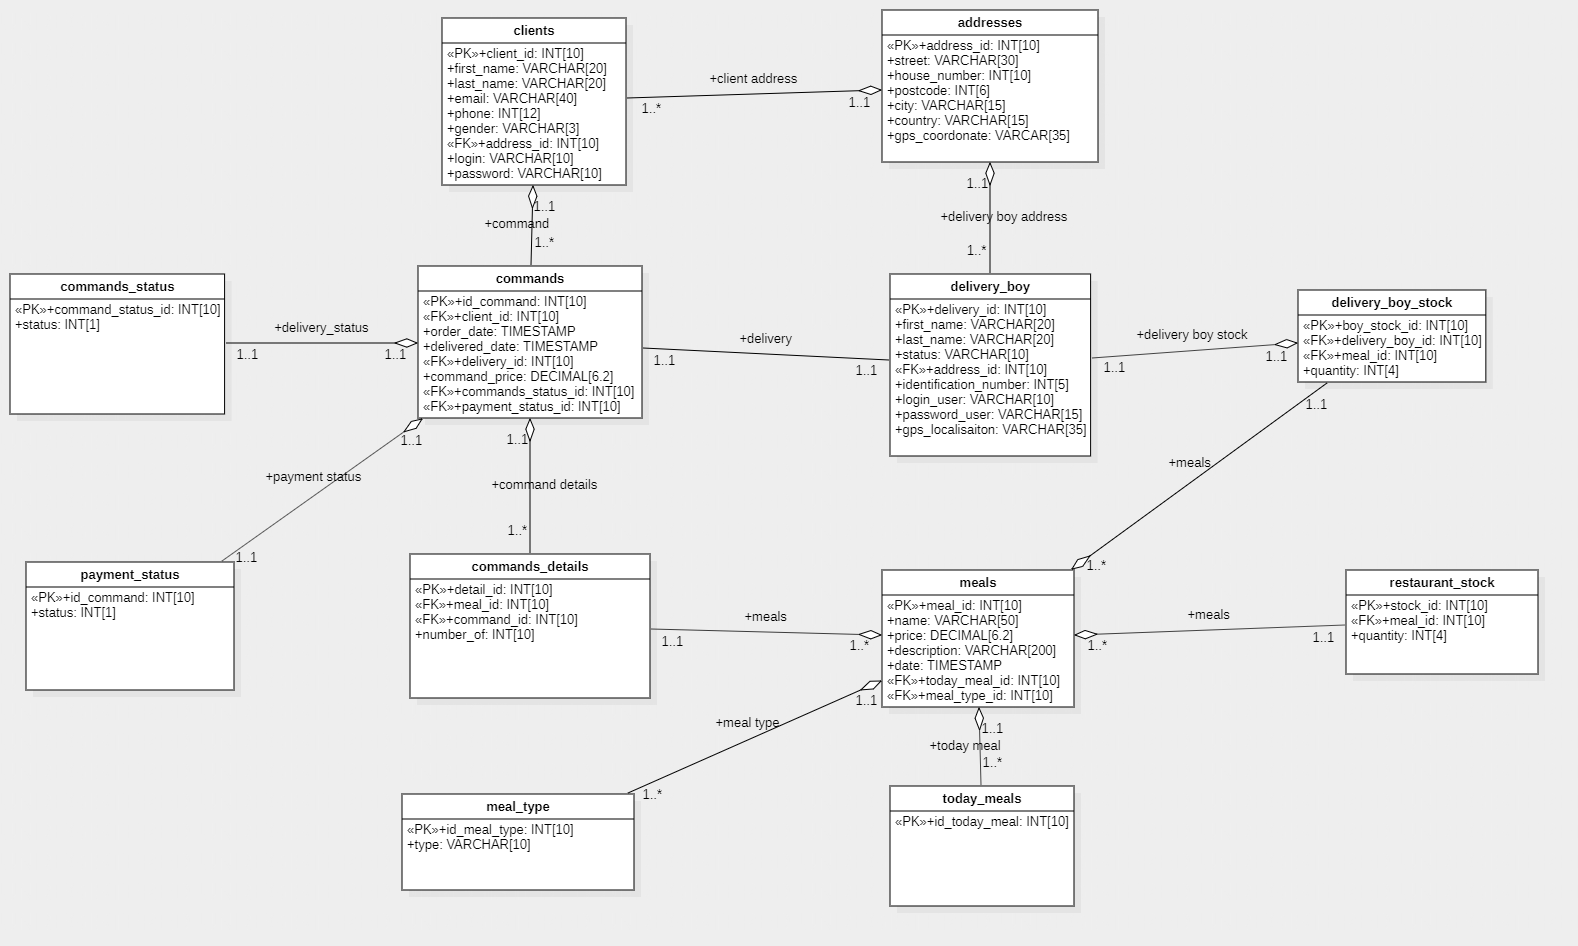 clients
«PK»+client_id: INT[10]
+first_name: VARCHAR[20]
+last_name: VARCHAR[20]
+email: VARCHAR[40]
+phone: INT[12]
+gender: VARCHAR[3]
«FK»+address_id: INT[10]
+login: VARCHAR[10]
+password: VARCHAR[10]
+client address
1..*
1..1
addresses
«PK»+address_id: INT[10]
+street: VARCHAR[30]
+house_number: INT[10]
+postcode: INT[6]
+city: VARCHAR[15]
+country: VARCHAR[15]
+gps_coordonate: VARCAR[35]
1..1
+command
1..*
1..1
+delivery boy address
1..*
commands_status
«PK»+command_status_id: INT[10]
+status: INT[1]
+delivery_status
1..1
1..1
commands
«PK»+id_command: INT[10]
«FK»+client_id: INT[10]
+order_date: TIMESTAMP
+delivered_date: TIMESTAMP
«FK»+delivery_id: INT[10]
+command_price: DECIMAL[6.2]
«FK»+commands_status_id: INT[10]
«FK»+payment_status_id: INT[10]
+delivery
1..1
1..1
delivery_boy
«PK»+delivery_id: INT[10]
+first_name: VARCHAR[20]
+last_name: VARCHAR[20]
+status: VARCHAR[10]
«FK»+address_id: INT[10]
+identification_number: INT[5]
+login_user: VARCHAR[10]
+password_user: VARCHAR[15]
+gps_localisaiton: VARCHAR[35]
+delivery boy stock
1..1
1..1
delivery_boy_stock
«PK»+boy_stock_id: INT[10]
«FK»+delivery_boy_id: INT[10]
«FK»+meal_id: INT[10]
+quantity: INT[4]
1..1
+meals
1..*
1..1
+payment status
1..1
1..1
+command details
1..*
payment_status
«PK»+id_command: INT[10]
+status: INT[1]
commands_details
«PK»+detail_id: INT[10]
«FK»+meal_id: INT[10]
«FK»+command_id: INT[10]
+number_of: INT[10]
+meals
1..1
1..*
meals
«PK»+meal_id: INT[10]
+name: VARCHAR[50]
+price: DECIMAL[6.2]
+description: VARCHAR[200]
+date: TIMESTAMP
«FK»+today_meal_id: INT[10]
«FK»+meal_type_id: INT[10]
+meals
1..*
1..1
restaurant_stock
«PK»+stock_id: INT[10]
«FK»+meal_id: INT[10]
+quantity: INT[4]
1..1
+meal type
1..*
1..1
+today meal
1..*
meal_type
«PK»+id_meal_type: INT[10]
+type: VARCHAR[10]
today_meals
«PK»+id_today_meal: INT[10]